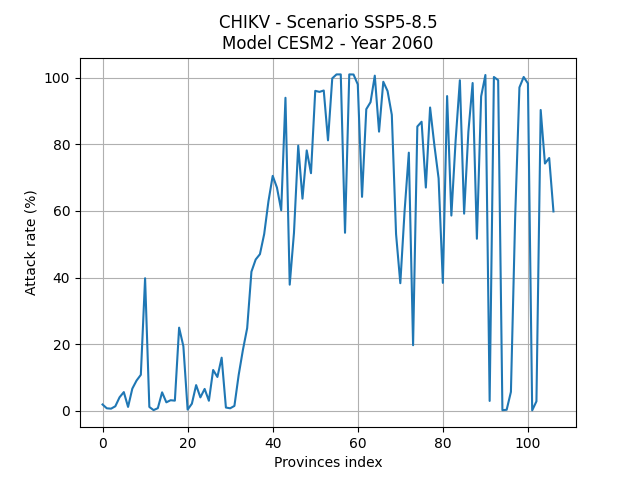 CHIKV - Scenario SSP5-8.5
Model CESM2 - Year 2060
Attack rate (%)
100
80
60
40
20
0
0 20 40 60 80 100
Provinces index